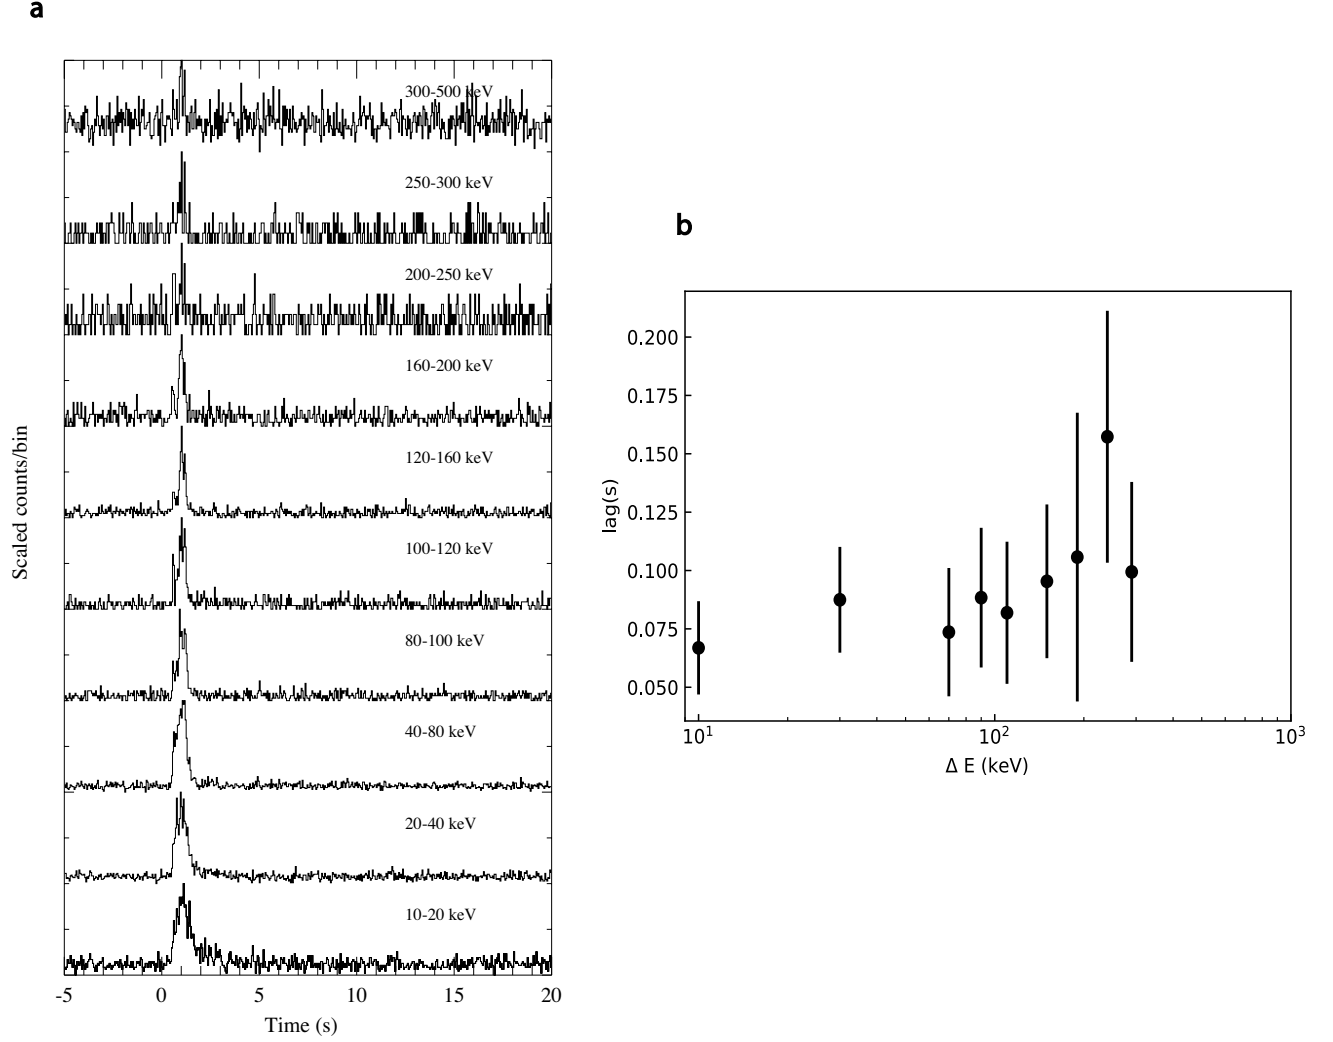 a
300-500 keV
250-300 keV
200-250 keV
160-200 keV
120-160 keV
100-120 keV
80-100 keV
40-80 keV
20-40 keV
10-20 keV
Scaled counts/bin
-5 0 5 10 15 20
Time (s)
b
0.200
0.175
0.150
0.125
0.100
0.075
0.050
lag(s)
10¹ 10² 10³
Δ E (keV)